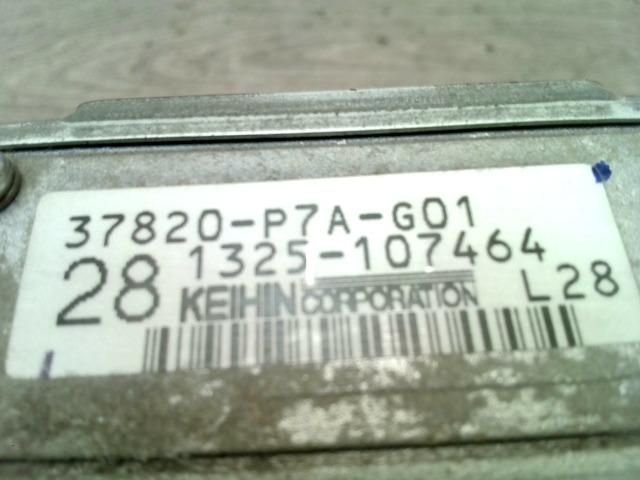 37820-P7A-G01
1325-107464
28 KEIHIN CORPORATION L28